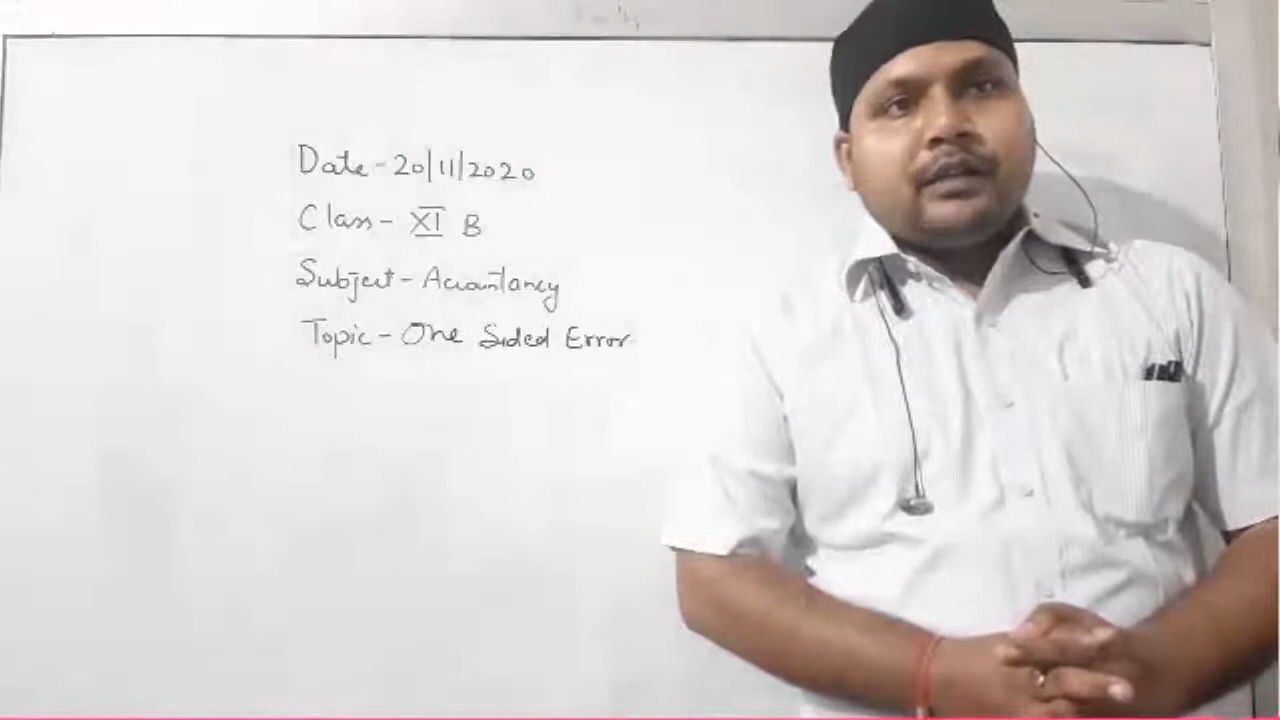 Date - 20/11/2020
Class - XI B
Subject - Accountancy
Topic - One Sided Error